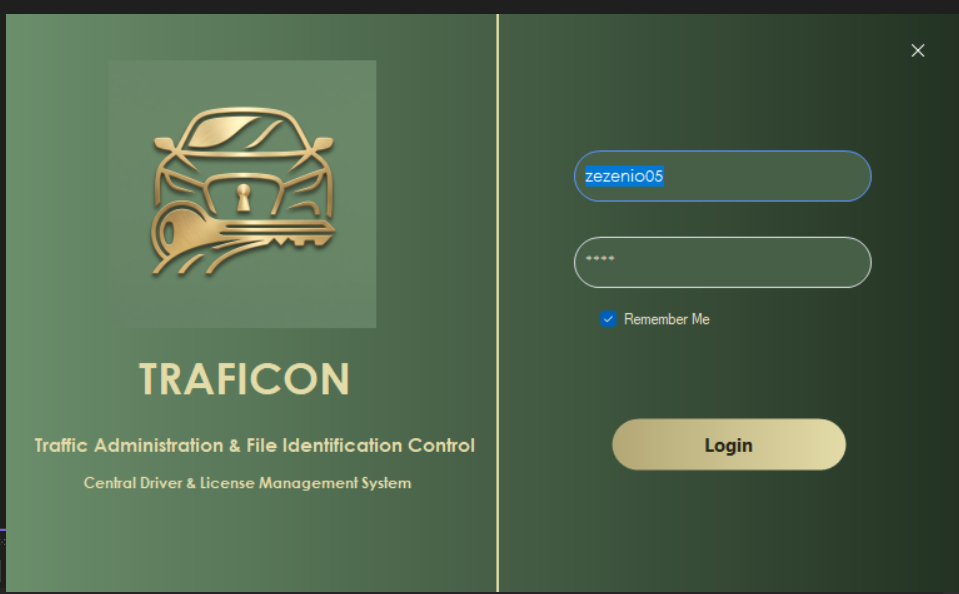 TRAFICON
Traffic Administration & File Identification Control
Central Driver & License Management System
zezenio05
****
Remember Me
Login